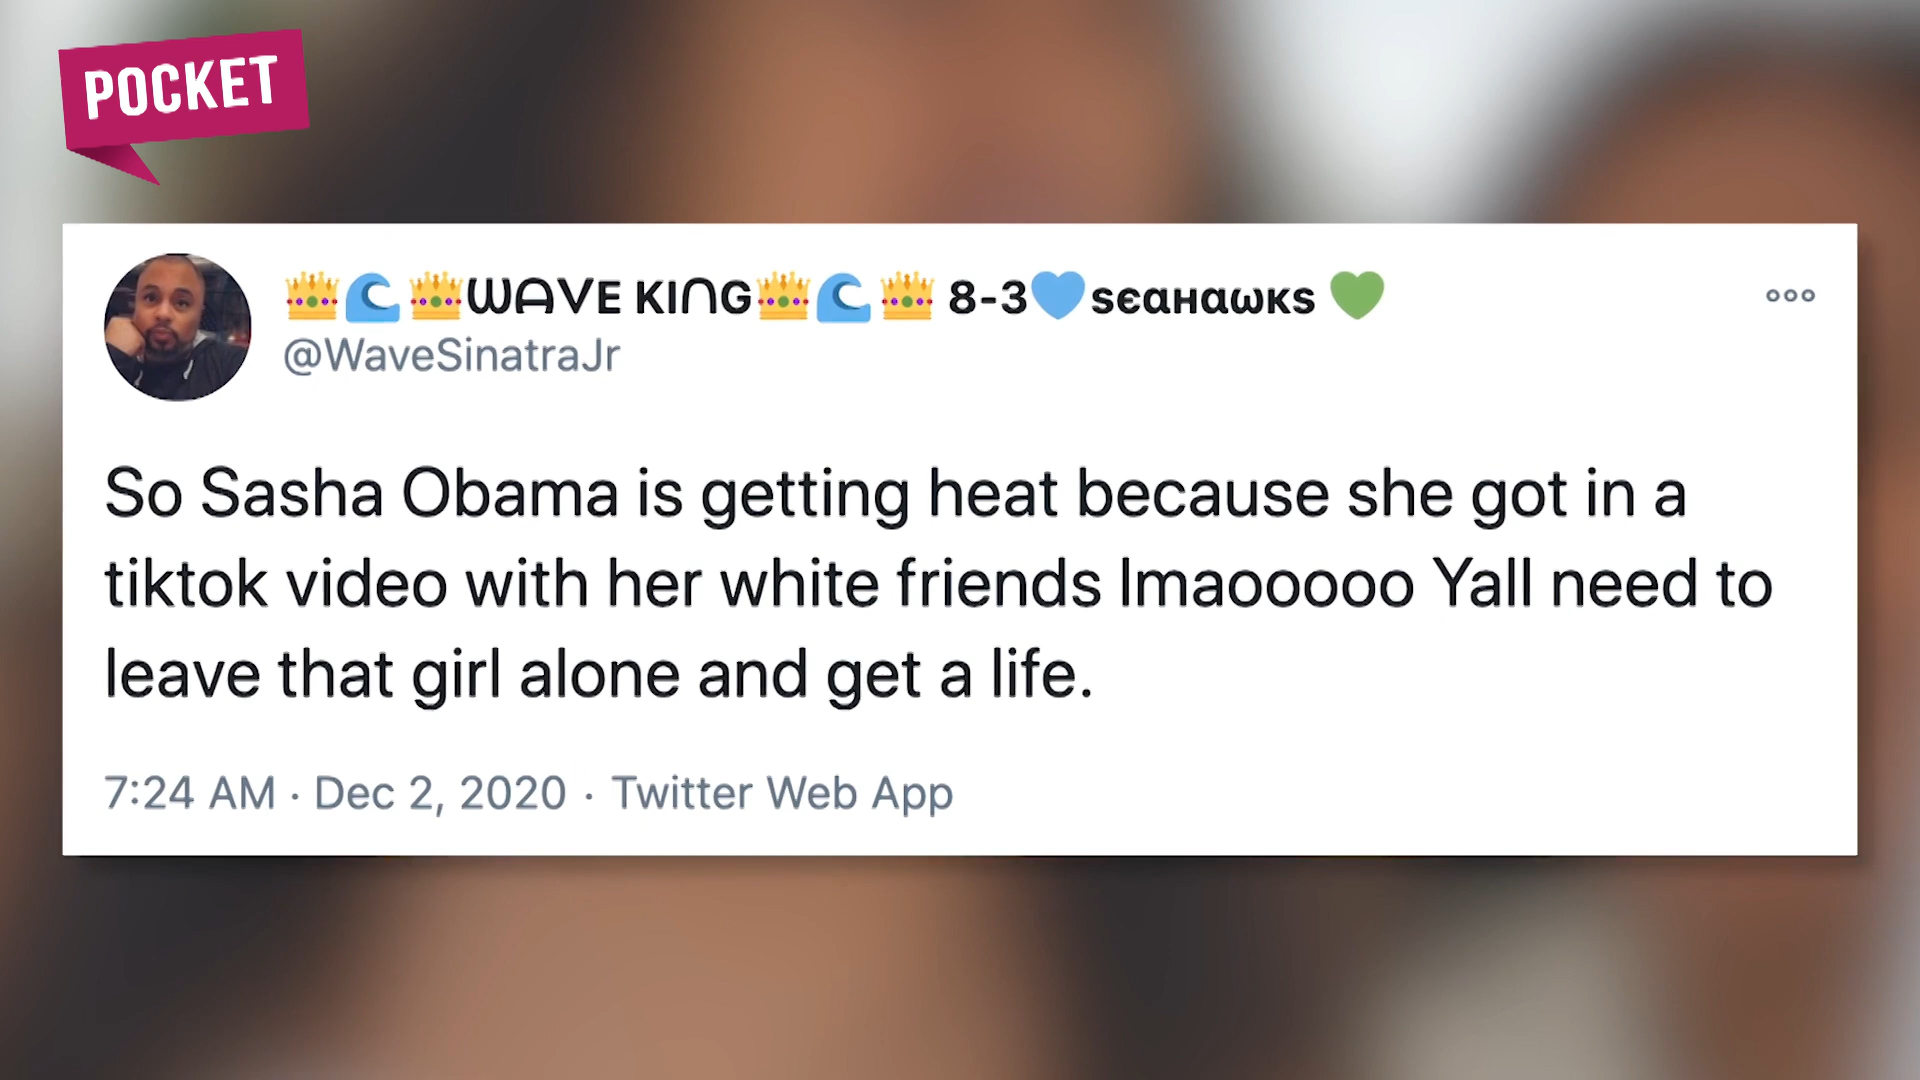 POCKET
👑🌊👑WAVE KING👑🌊👑 8-3💙sєαнαωкs 💚
@WaveSinatraJr
So Sasha Obama is getting heat because she got in a
tiktok video with her white friends lmaooooo Yall need to
leave that girl alone and get a life.
7:24 AM · Dec 2, 2020 · Twitter Web App